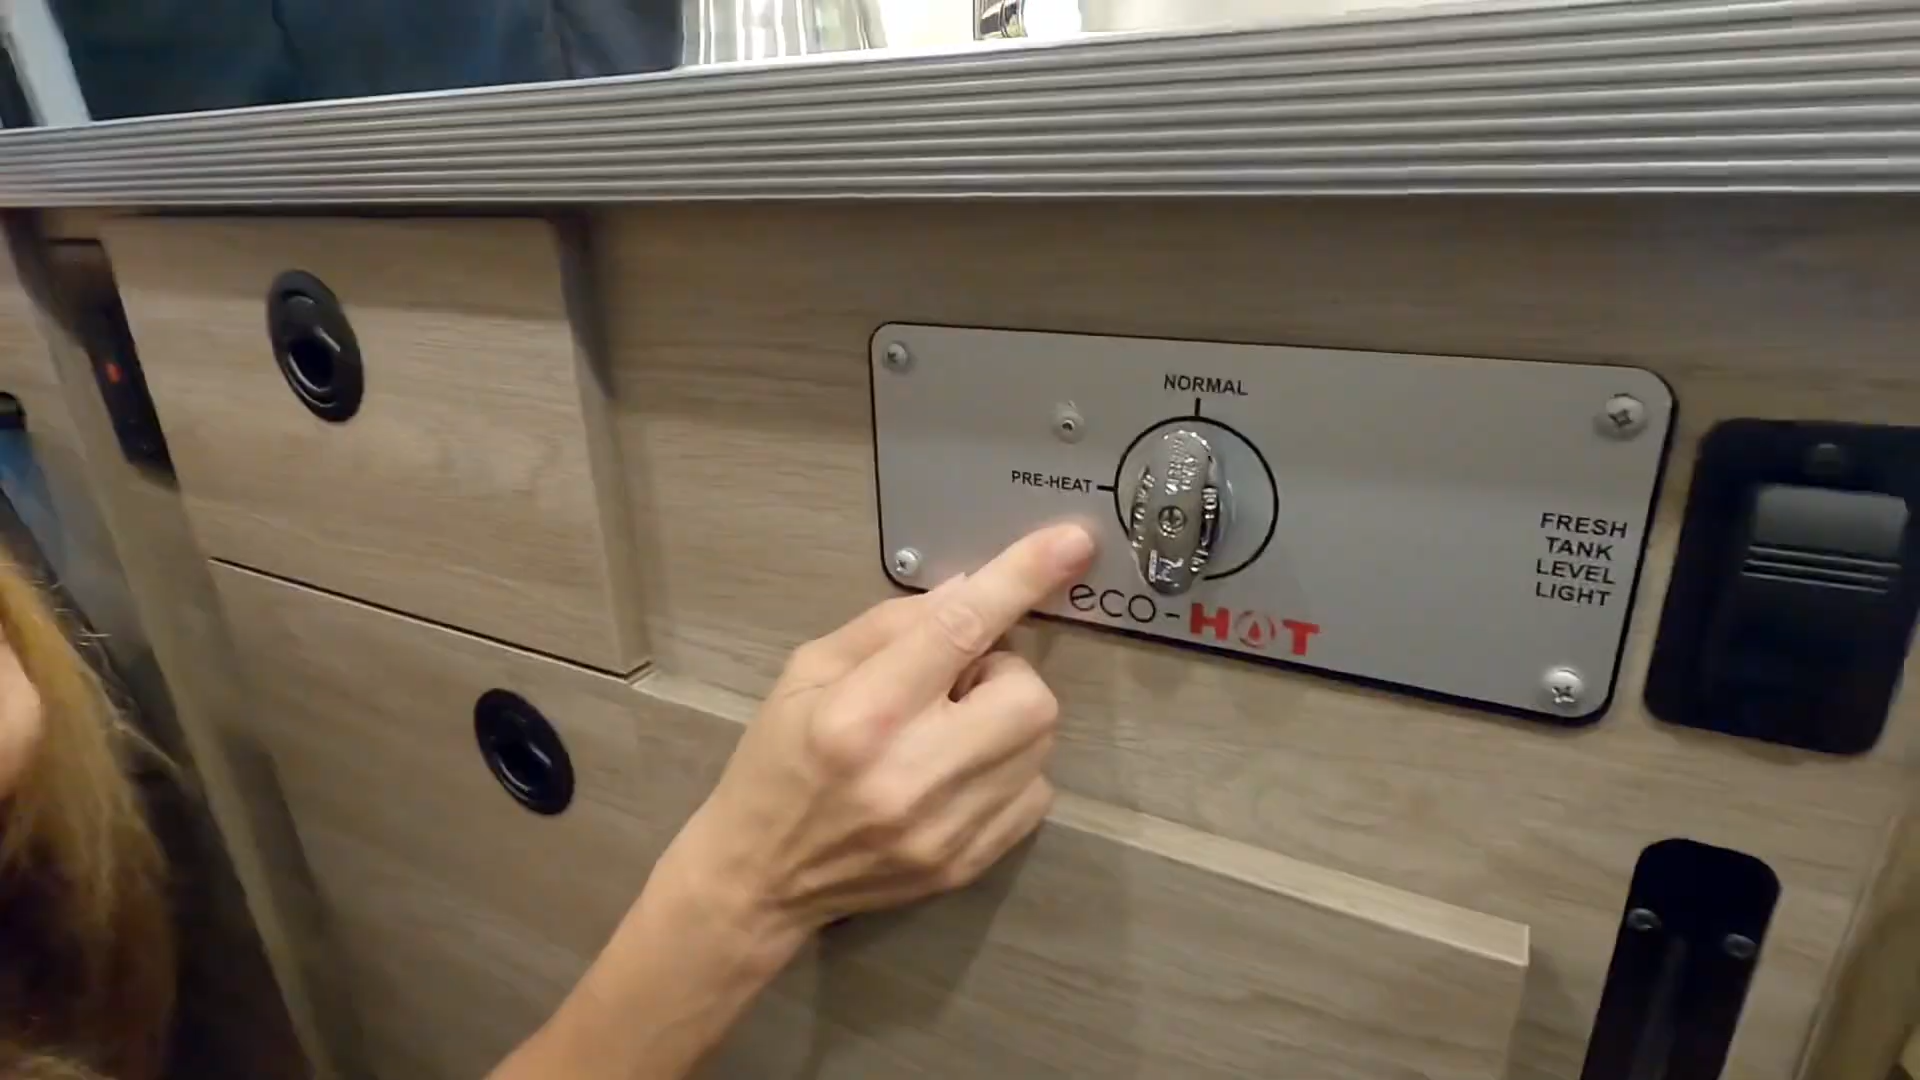 NORMAL
PRE-HEAT
eco-HOT
FRESH
TANK
LEVEL
LIGHT